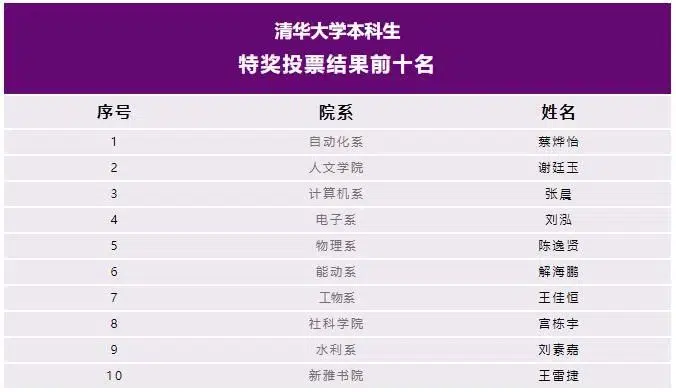 清华大学本科生
特奖投票结果前十名
序号 院系 姓名
1 自动化系 蔡烨怡
2 人文学院 谢廷玉
3 计算机系 张晨
4 电子系 刘泓
5 物理系 陈逸贤
6 能动系 解海鹏
7 工物系 王佳恒
8 社科学院 宫栋宇
9 水利系 刘素嘉
10 新雅书院 王雷捷